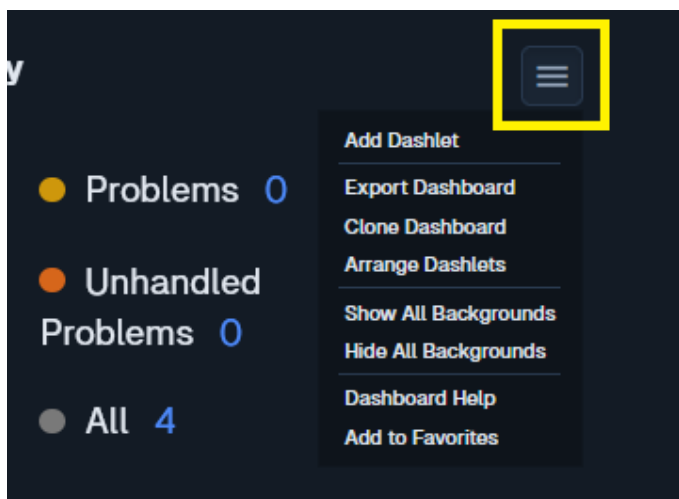 y
Problems 0
Unhandled
Problems 0
All 4
Add Dashlet
Export Dashboard
Clone Dashboard
Arrange Dashlets
Show All Backgrounds
Hide All Backgrounds
Dashboard Help
Add to Favorites